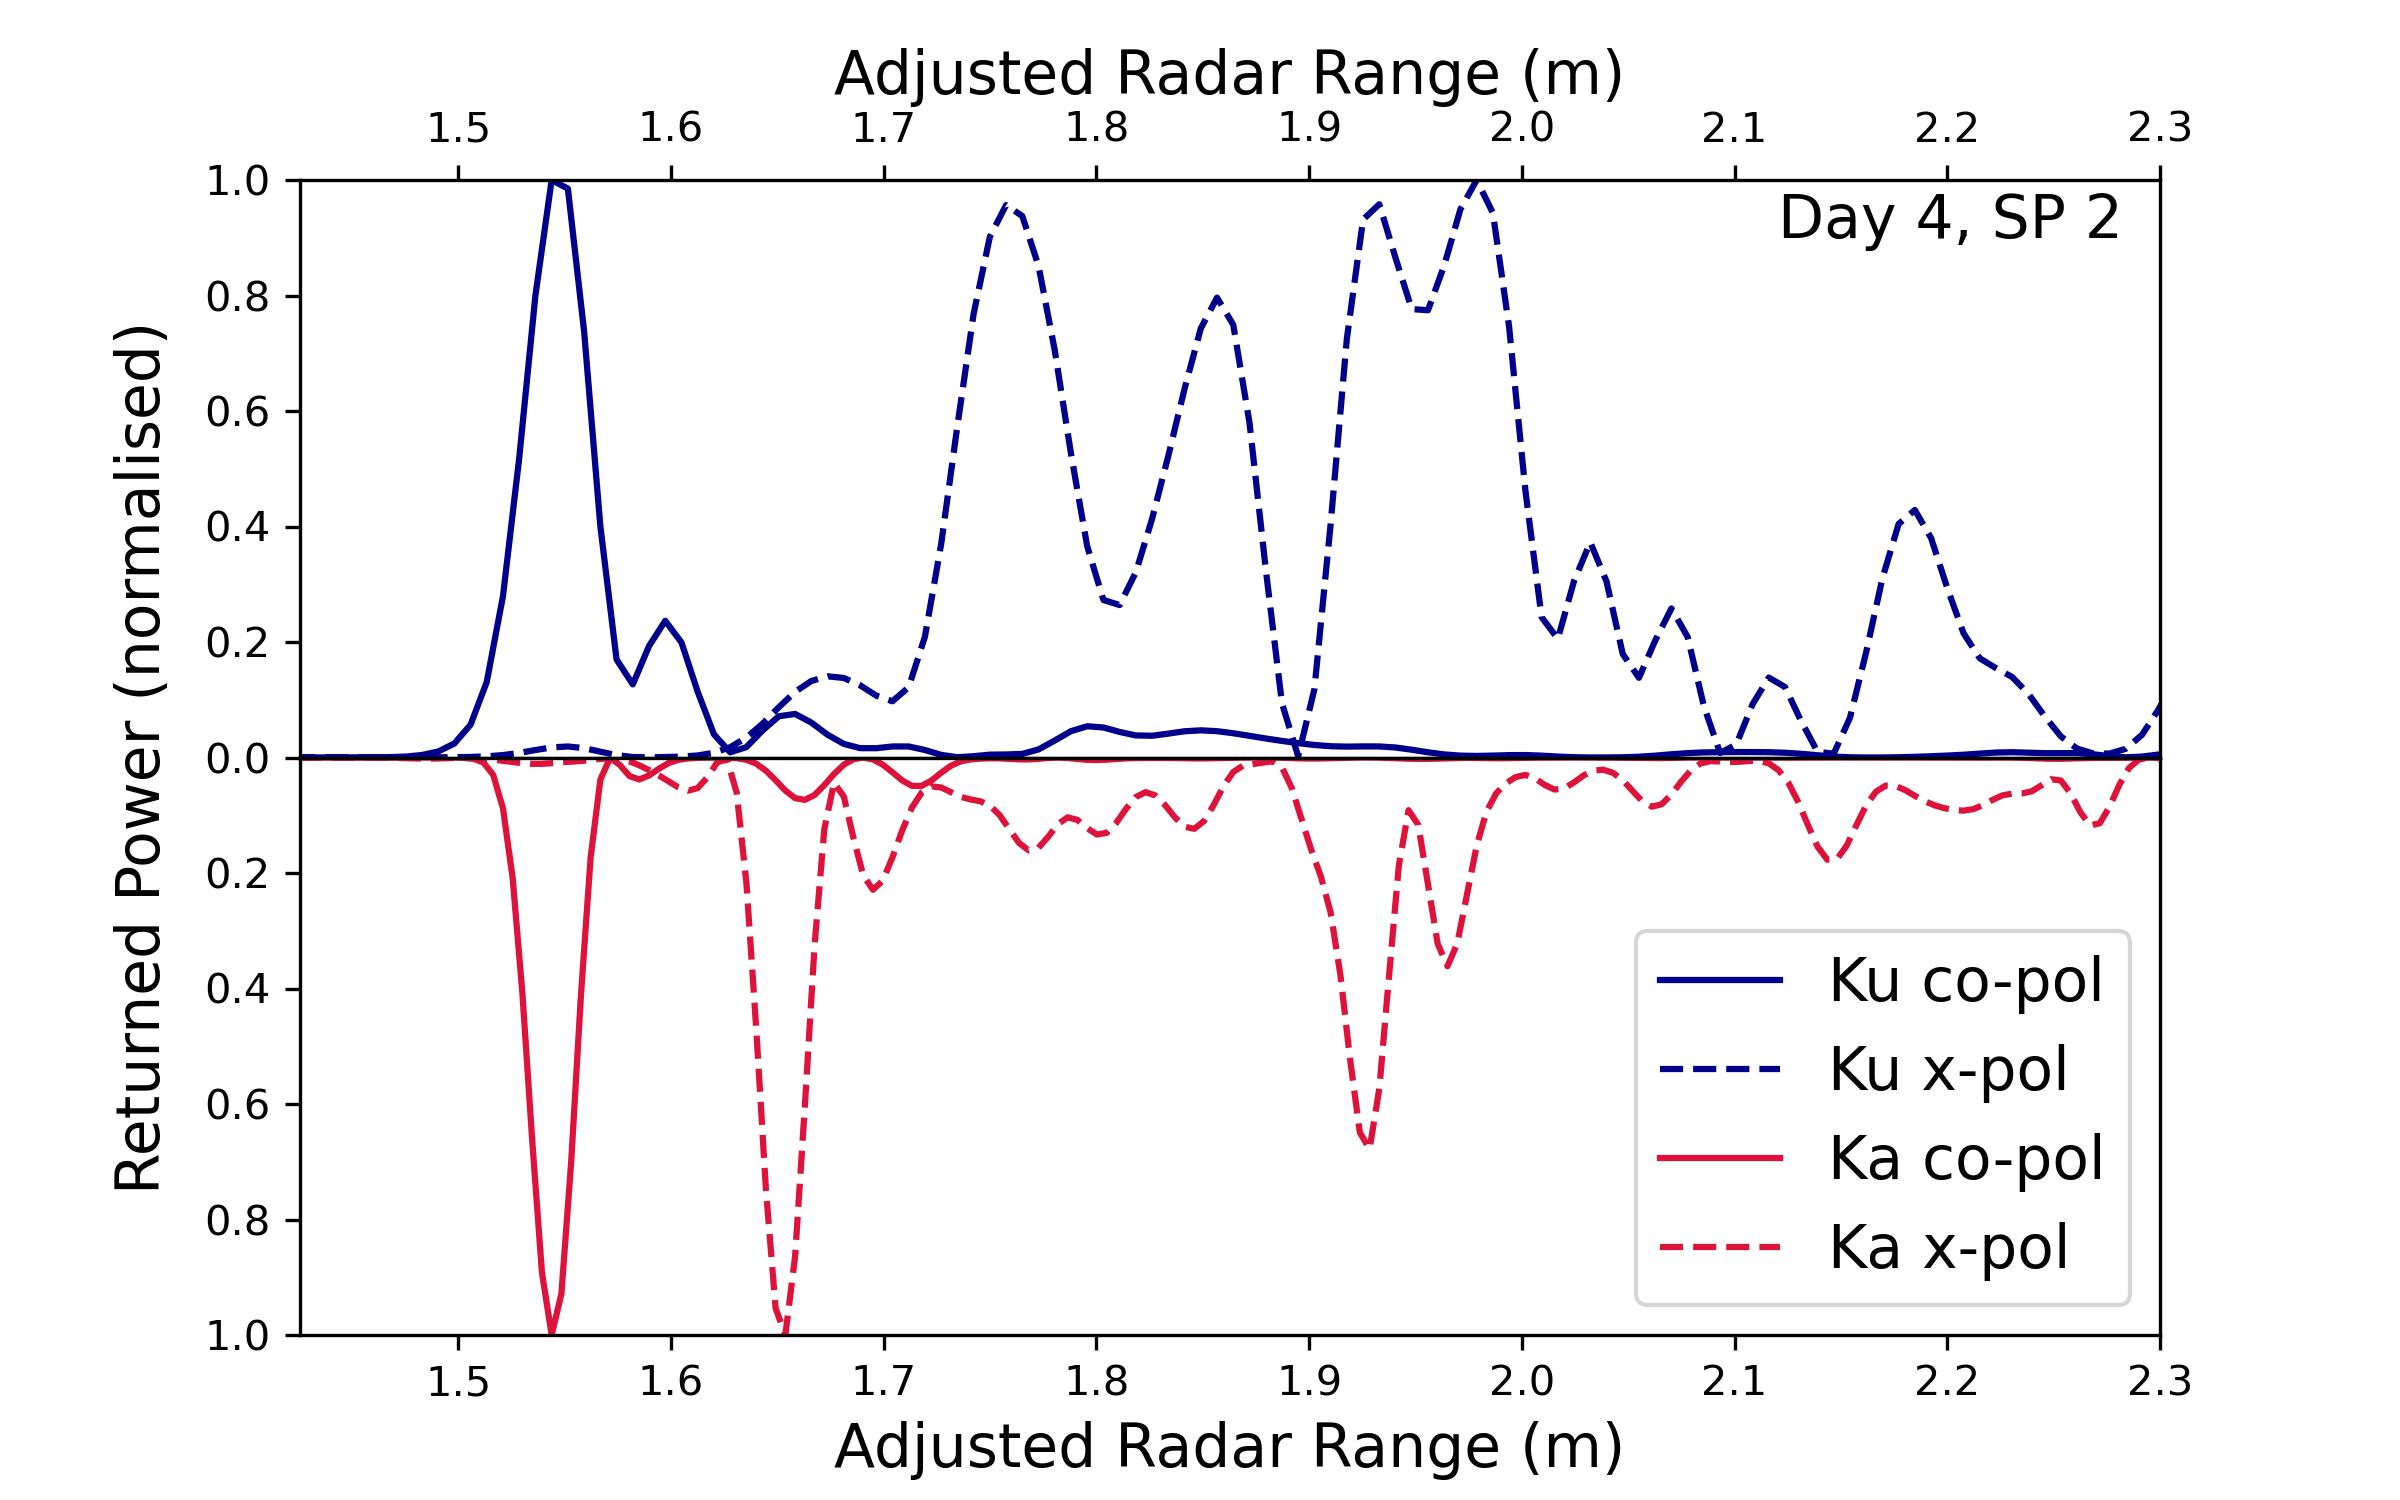 Adjusted Radar Range (m)
1.5 1.6 1.7 1.8 1.9 2.0 2.1 2.2 2.3
Day 4, SP 2
Returned Power (normalised)
1.0
0.8
0.6
0.4
0.2
0.0
0.2
0.4
0.6
0.8
1.0
Ku co-pol
Ku x-pol
Ka co-pol
Ka x-pol
1.5 1.6 1.7 1.8 1.9 2.0 2.1 2.2 2.3
Adjusted Radar Range (m)